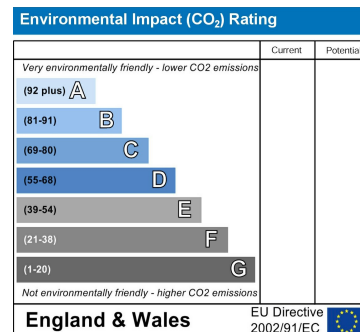 Environmental Impact (CO₂) Rating
Current Potential
Very environmentally friendly - lower CO2 emissions
(92 plus) A
(81-91) B
(69-80) C
(55-68) D
(39-54) E
(21-38) F
(1-20) G
Not environmentally friendly - higher CO2 emissions
England & Wales
EU Directive
2002/91/EC